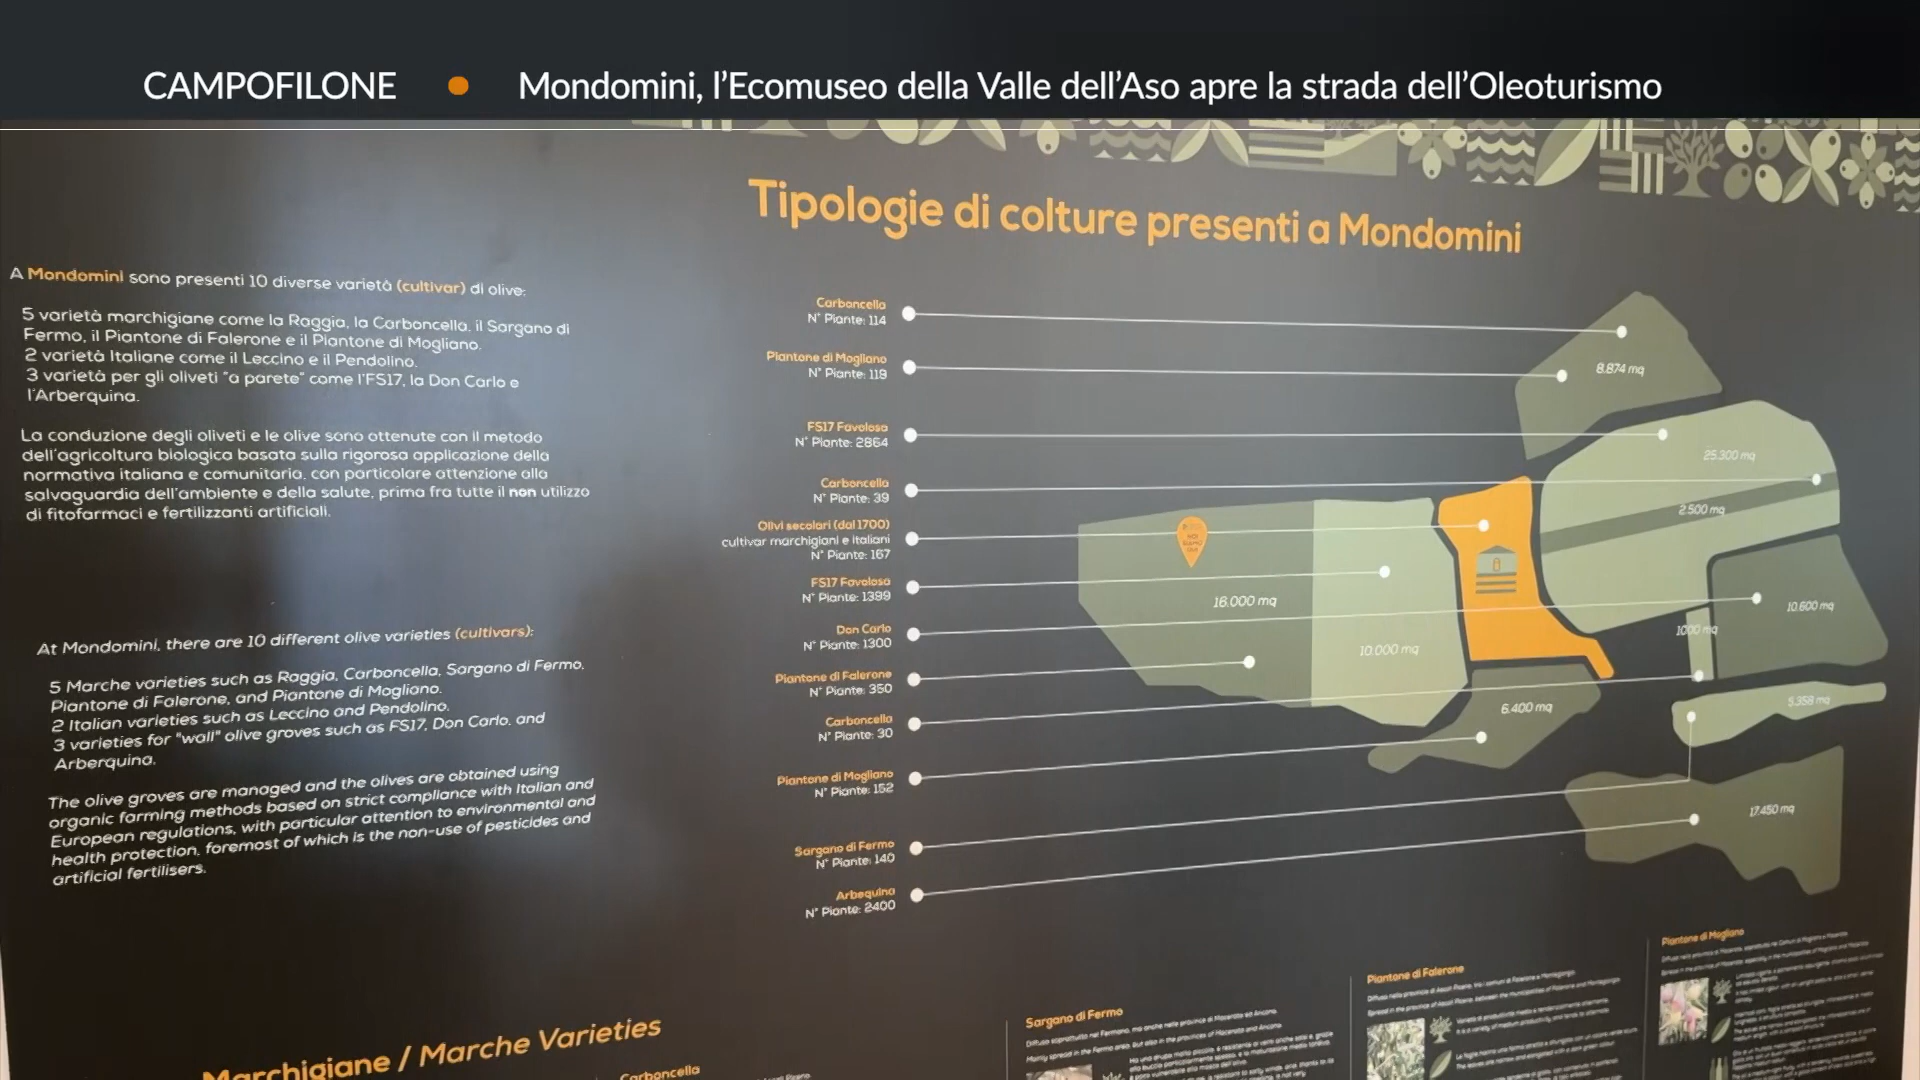 CAMPOFILONE • Mondomini, l'Ecomuseo della Valle dell'Aso apre la strada dell'Oleoturismo
Tipologie di colture presenti a Mondomini
A Mondomini sono presenti 10 diverse varietà (cultivar) di olive:
5 varietà marchigiane come la Raggia, la Carboncella, il Sargano di
Fermo, il Piantone di Falerone e il Piantone di Mogliano.
2 varietà Italiane come il Leccino e il Pendolino.
3 varietà per gli oliveti "a parete" come l'FS17, la Don Carlo e
l'Arberquina.
La conduzione degli oliveti e le olive sono ottenute con il metodo
dell'agricoltura biologica basata sulla rigorosa applicazione della
normativa italiana e comunitaria, con particolare attenzione alla
salvaguardia dell'ambiente e della salute, prima fra tutte il non utilizzo
di fitofarmaci e fertilizzanti artificiali.
At Mondomini, there are 10 different olive varieties (cultivars):
5 Marche varieties such as Raggia, Carboncella, Sargano di Fermo,
Piantone di Falerone, and Piantone di Mogliano.
2 Italian varieties such as Leccino and Pendolino.
3 varieties for "wall" olive groves such as FS17, Don Carlo, and
Arberquina.
The olive groves are managed and the olives are obtained using
organic farming methods based on strict compliance with Italian and
European regulations, with particular attention to environmental and
health protection, foremost of which is the non-use of pesticides and
artificial fertilisers.
Carboncella
N° Piante: 114
Piantone di Mogliano
N° Piante: 119
FS17 Favolosa
N° Piante: 2864
Carboncella
N° Piante: 39
Olivi secolari (dal 1700)
cultivar marchigiani e Italiani
N° Piante: 167
FS17 Favolosa
N° Piante: 1399
Don Carlo
N° Piante: 1300
Piantone di Falerone
N° Piante: 350
Carboncella
N° Piante: 30
Piantone di Mogliano
N° Piante: 152
Sargano di Fermo
N° Piante: 140
Arbequina
N° Piante: 2400
8.874 mq
25.300 mq
2.500 mq
16.000 mq
10.000 mq
10.600 mq
1000 mq
6.400 mq
5.358 mq
17.450 mq
Marchigiane / Marche Varieties
Carboncella
Sargano di Fermo
Piantone di Falerone
Piantone di Mogliano